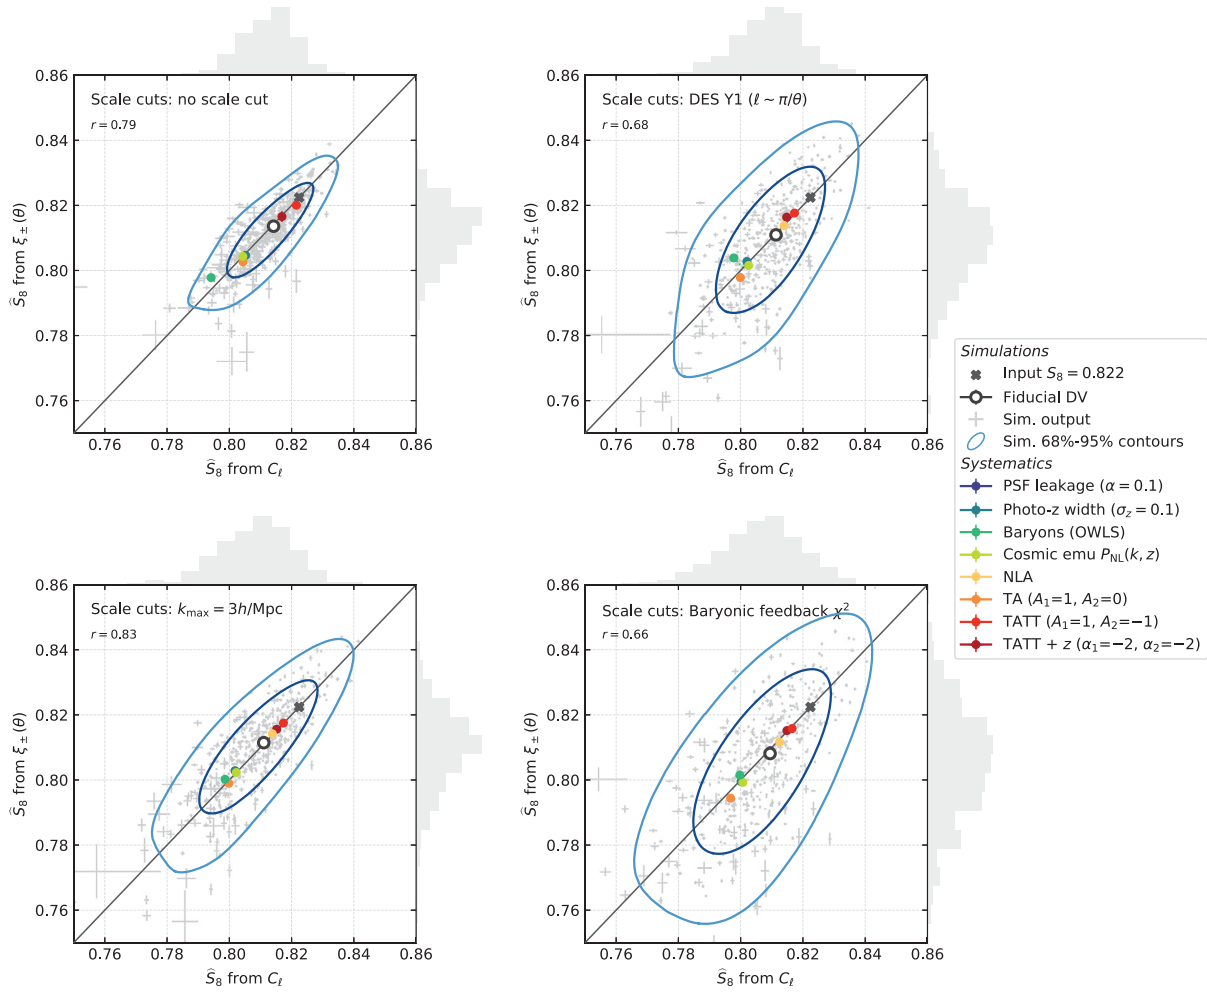 Scale cuts: no scale cut
r = 0.79
0.86
0.84
0.82
0.80
0.78
0.76
Ŝ₈ from ξ±(θ)
0.76 0.78 0.80 0.82 0.84 0.86
Ŝ₈ from Cℓ
Scale cuts: DES Y1 (ℓ ~ π/θ)
r = 0.68
0.86
0.84
0.82
0.80
0.78
0.76
Ŝ₈ from ξ±(θ)
0.76 0.78 0.80 0.82 0.84 0.86
Ŝ₈ from Cℓ
Simulations
Input S₈ = 0.822
Fiducial DV
Sim. output
Sim. 68%-95% contours
Systematics
PSF leakage (α = 0.1)
Photo-z width (σz = 0.1)
Baryons (OWLS)
Cosmic emu PNL(k, z)
NLA
TA (A₁=1, A₂=0)
TATT (A₁=1, A₂=−1)
TATT + z (α₁=−2, α₂=−2)
Scale cuts: kmax = 3h/Mpc
r = 0.83
0.86
0.84
0.82
0.80
0.78
0.76
Ŝ₈ from ξ±(θ)
0.76 0.78 0.80 0.82 0.84 0.86
Ŝ₈ from Cℓ
Scale cuts: Baryonic feedback χ²
r = 0.66
0.86
0.84
0.82
0.80
0.78
0.76
Ŝ₈ from ξ±(θ)
0.76 0.78 0.80 0.82 0.84 0.86
Ŝ₈ from Cℓ